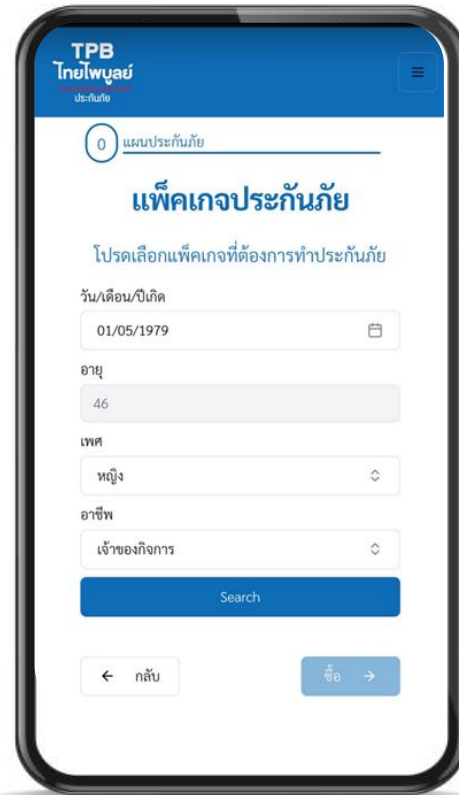 TPB
ไทยไพบูลย์
ประกันภัย
0 แผนประกันภัย
แพ็คเกจประกันภัย
โปรดเลือกแพ็คเกจที่ต้องการทำประกันภัย
วัน/เดือน/ปีเกิด
01/05/1979
อายุ
46
เพศ
หญิง
อาชีพ
เจ้าของกิจการ
Search
← กลับ
ซื้อ →